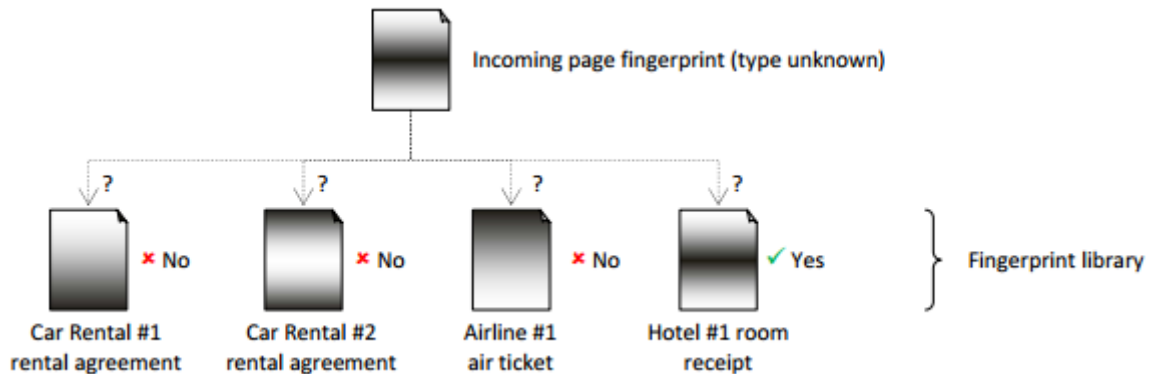 Incoming page fingerprint (type unknown)
? ? ? ?
No No No Yes Fingerprint library
Car Rental #1 Car Rental #2 Airline #1 Hotel #1 room
rental agreement rental agreement air ticket receipt